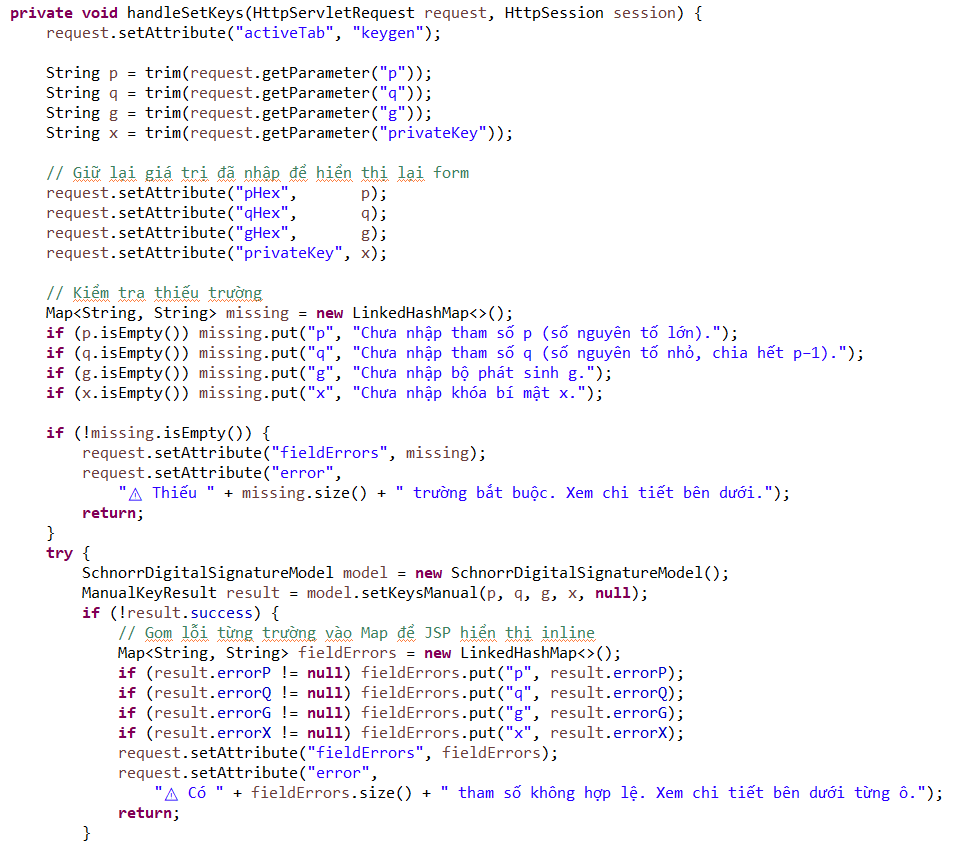 private void handleSetKeys(HttpServletRequest request, HttpSession session) {
    request.setAttribute("activeTab", "keygen");

    String p = trim(request.getParameter("p"));
    String q = trim(request.getParameter("q"));
    String g = trim(request.getParameter("g"));
    String x = trim(request.getParameter("privateKey"));

    // Giữ lại giá trị đã nhập để hiển thị lại form
    request.setAttribute("pHex",       p);
    request.setAttribute("qHex",       q);
    request.setAttribute("gHex",       g);
    request.setAttribute("privateKey", x);

    // Kiểm tra thiếu trường
    Map<String, String> missing = new LinkedHashMap<>();
    if (p.isEmpty()) missing.put("p", "Chưa nhập tham số p (số nguyên tố lớn).");
    if (q.isEmpty()) missing.put("q", "Chưa nhập tham số q (số nguyên tố nhỏ, chia hết p−1).");
    if (g.isEmpty()) missing.put("g", "Chưa nhập bộ phát sinh g.");
    if (x.isEmpty()) missing.put("x", "Chưa nhập khóa bí mật x.");

    if (!missing.isEmpty()) {
        request.setAttribute("fieldErrors", missing);
        request.setAttribute("error",
            "⚠ Thiếu " + missing.size() + " trường bắt buộc. Xem chi tiết bên dưới.");
        return;
    }
    try {
        SchnorrDigitalSignatureModel model = new SchnorrDigitalSignatureModel();
        ManualKeyResult result = model.setKeysManual(p, q, g, x, null);
        if (!result.success) {
            // Gom lỗi từng trường vào Map để JSP hiển thị inline
            Map<String, String> fieldErrors = new LinkedHashMap<>();
            if (result.errorP != null) fieldErrors.put("p", result.errorP);
            if (result.errorQ != null) fieldErrors.put("q", result.errorQ);
            if (result.errorG != null) fieldErrors.put("g", result.errorG);
            if (result.errorX != null) fieldErrors.put("x", result.errorX);
            request.setAttribute("fieldErrors", fieldErrors);
            request.setAttribute("error",
                "⚠ Có " + fieldErrors.size() + " tham số không hợp lệ. Xem chi tiết bên dưới từng ô.");
            return;
        }